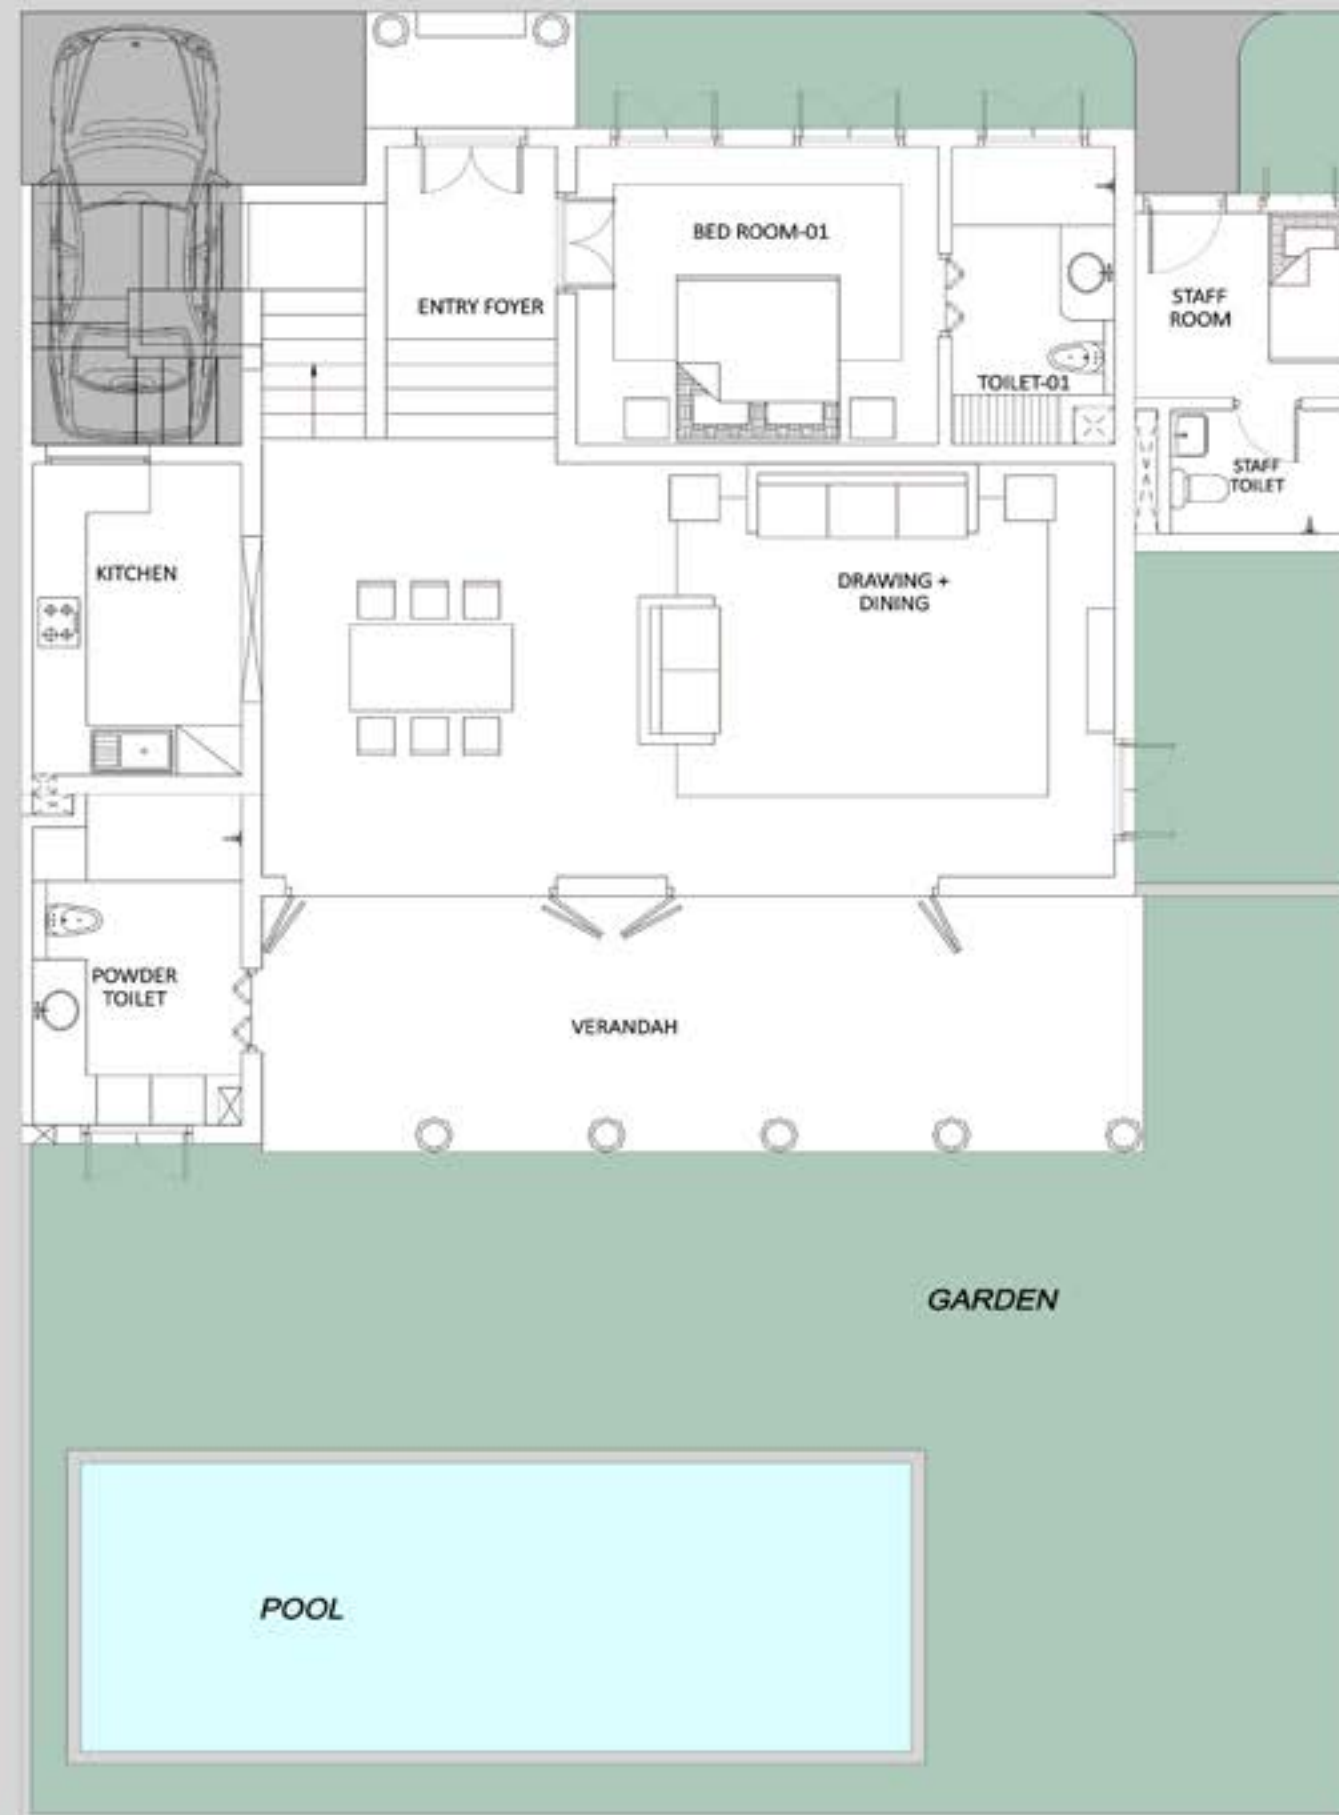 BED ROOM-01
ENTRY FOYER
STAFF
ROOM
TOILET-01
STAFF
TOILET
KITCHEN
DRAWING +
DINING
POWDER
TOILET
VERANDAH
GARDEN
POOL